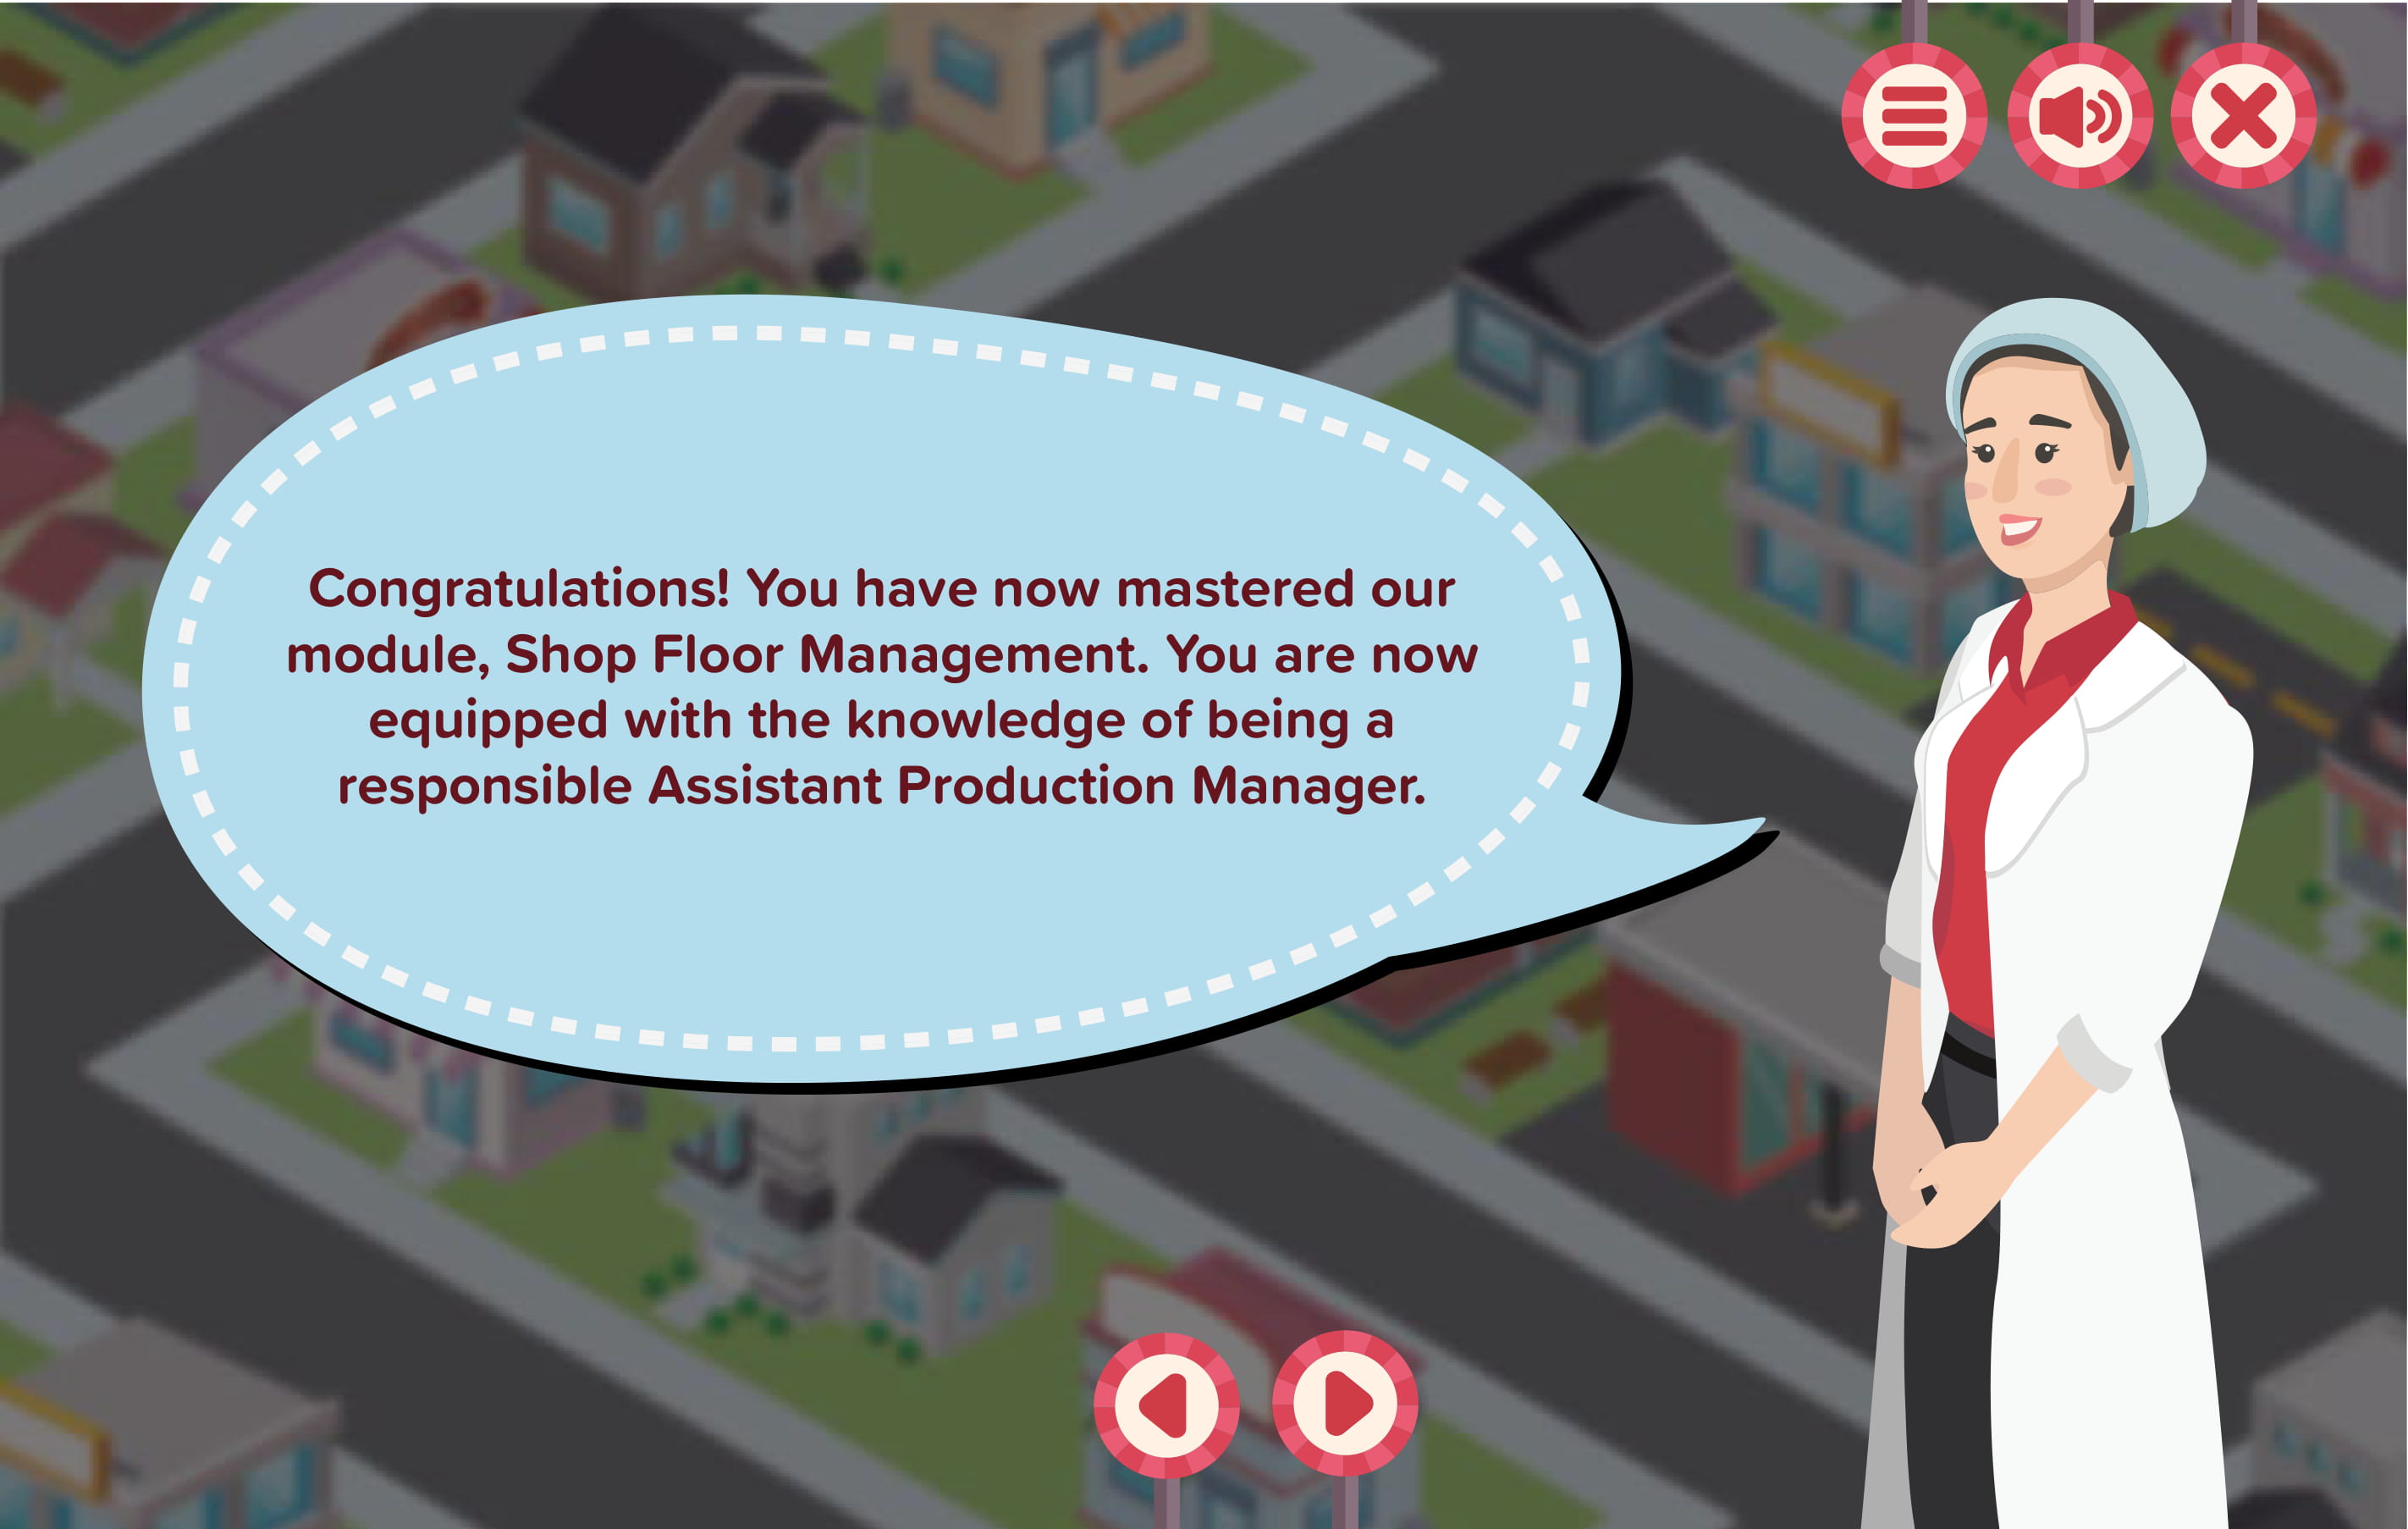 Congratulations! You have now mastered our
module, Shop Floor Management. You are now
equipped with the knowledge of being a
responsible Assistant Production Manager.